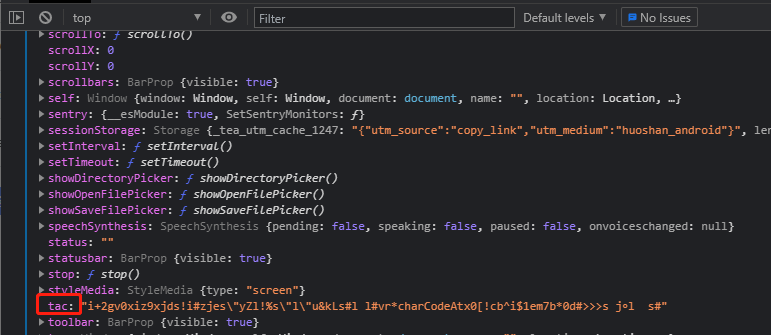 top Filter Default levels No Issues
scrollTo: ƒ scrollTo()
scrollX: 0
scrollY: 0
scrollbars: BarProp {visible: true}
self: Window {window: Window, self: Window, document: document, name: "", location: Location, …}
sentry: {__esModule: true, SetSentryMonitors: ƒ}
sessionStorage: Storage {_tea_utm_cache_1247: "{"utm_source":"copy_link","utm_medium":"huoshan_android"}", len
setInterval: ƒ setInterval()
setTimeout: ƒ setTimeout()
showDirectoryPicker: ƒ showDirectoryPicker()
showOpenFilePicker: ƒ showOpenFilePicker()
showSaveFilePicker: ƒ showSaveFilePicker()
speechSynthesis: SpeechSynthesis {pending: false, speaking: false, paused: false, onvoiceschanged: null}
status: ""
statusbar: BarProp {visible: true}
stop: ƒ stop()
styleMedia: StyleMedia {type: "screen"}
tac: "i+2gv0xiz9xjds!i#zjes\"yZl!%s\"l\"u&kLs#l l#vr*charCodeAtx0[!cb^i$1em7b*0d#>>>s j∘l  s#"
toolbar: BarProp {visible: true}